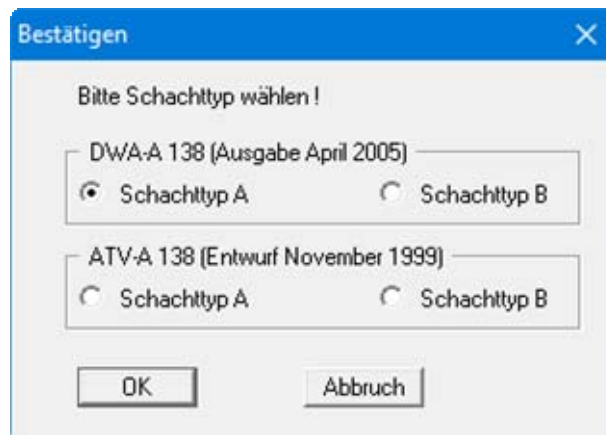 Bestätigen
Bitte Schachttyp wählen !
DWA-A 138 (Ausgabe April 2005)
Schachttyp A Schachttyp B
ATV-A 138 (Entwurf November 1999)
Schachttyp A Schachttyp B
OK Abbruch